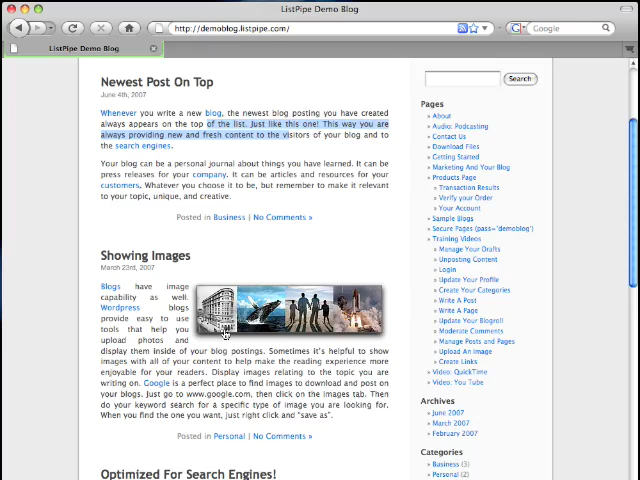 ListPipe Demo Blog
http://demoblog.listpipe.com/
Google
ListPipe Demo Blog
Newest Post On Top
June 4th, 2007
Whenever you write a new blog, the newest blog posting you have created
always appears on the top of the list. Just like this one! This way you are
always providing new and fresh content to the visitors of your blog and to
the search engines.
Your blog can be a personal journal about things you have learned. It can be
press releases for your company. It can be articles and resources for your
customers. Whatever you choose it to be, but remember to make it relevant
to your topic, unique, and creative.
Posted in Business | No Comments »
Showing Images
March 23rd, 2007
Blogs have image
capability as well.
Wordpress blogs
provide easy to use
tools that help you
upload photos and
display them inside of your blog postings. Sometimes it's helpful to show
images with all of your content to help make the reading experience more
enjoyable for your readers. Display images relating to the topic you are
writing on. Google is a perfect place to find images to download and post on
your blogs. Just go to www.google.com, then click on the images tab. Then
do your keyword search for a specific type of image you are looking for.
When you find the one you want, just right click and "save as".
Posted in Personal | No Comments »
Optimized For Search Engines!
Search
Pages
» About
» Audio: Podcasting
» Contact Us
» Download Files
» Getting Started
» Marketing And Your Blog
» Products Page
» Transaction Results
» Verify your Order
» Your Account
» Sample Blogs
» Secure Pages (pass='demoblog')
» Training Videos
» Manage Your Drafts
» Unposting Content
» Login
» Update Your Profile
» Create Your Categories
» Write A Post
» Write A Page
» Update Your Blogroll
» Moderate Comments
» Manage Posts and Pages
» Upload An Image
» Create Links
» Video: QuickTime
» Video: You Tube
Archives
» June 2007
» March 2007
» February 2007
Categories
» Business (3)
» Personal (2)